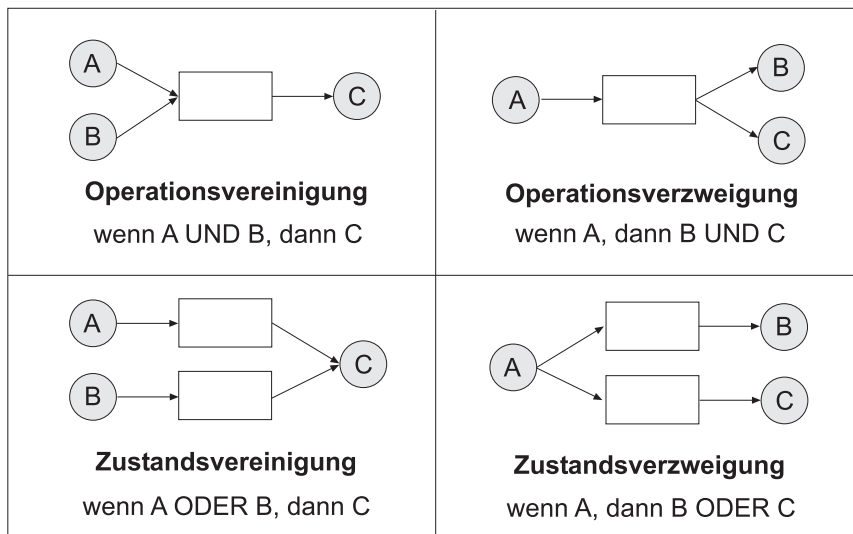 A
B
C
Operationsvereinigung
wenn A UND B, dann C
A
B
C
Operationsverzweigung
wenn A, dann B UND C
A
B
C
Zustandsvereinigung
wenn A ODER B, dann C
A
B
C
Zustandsverzweigung
wenn A, dann B ODER C